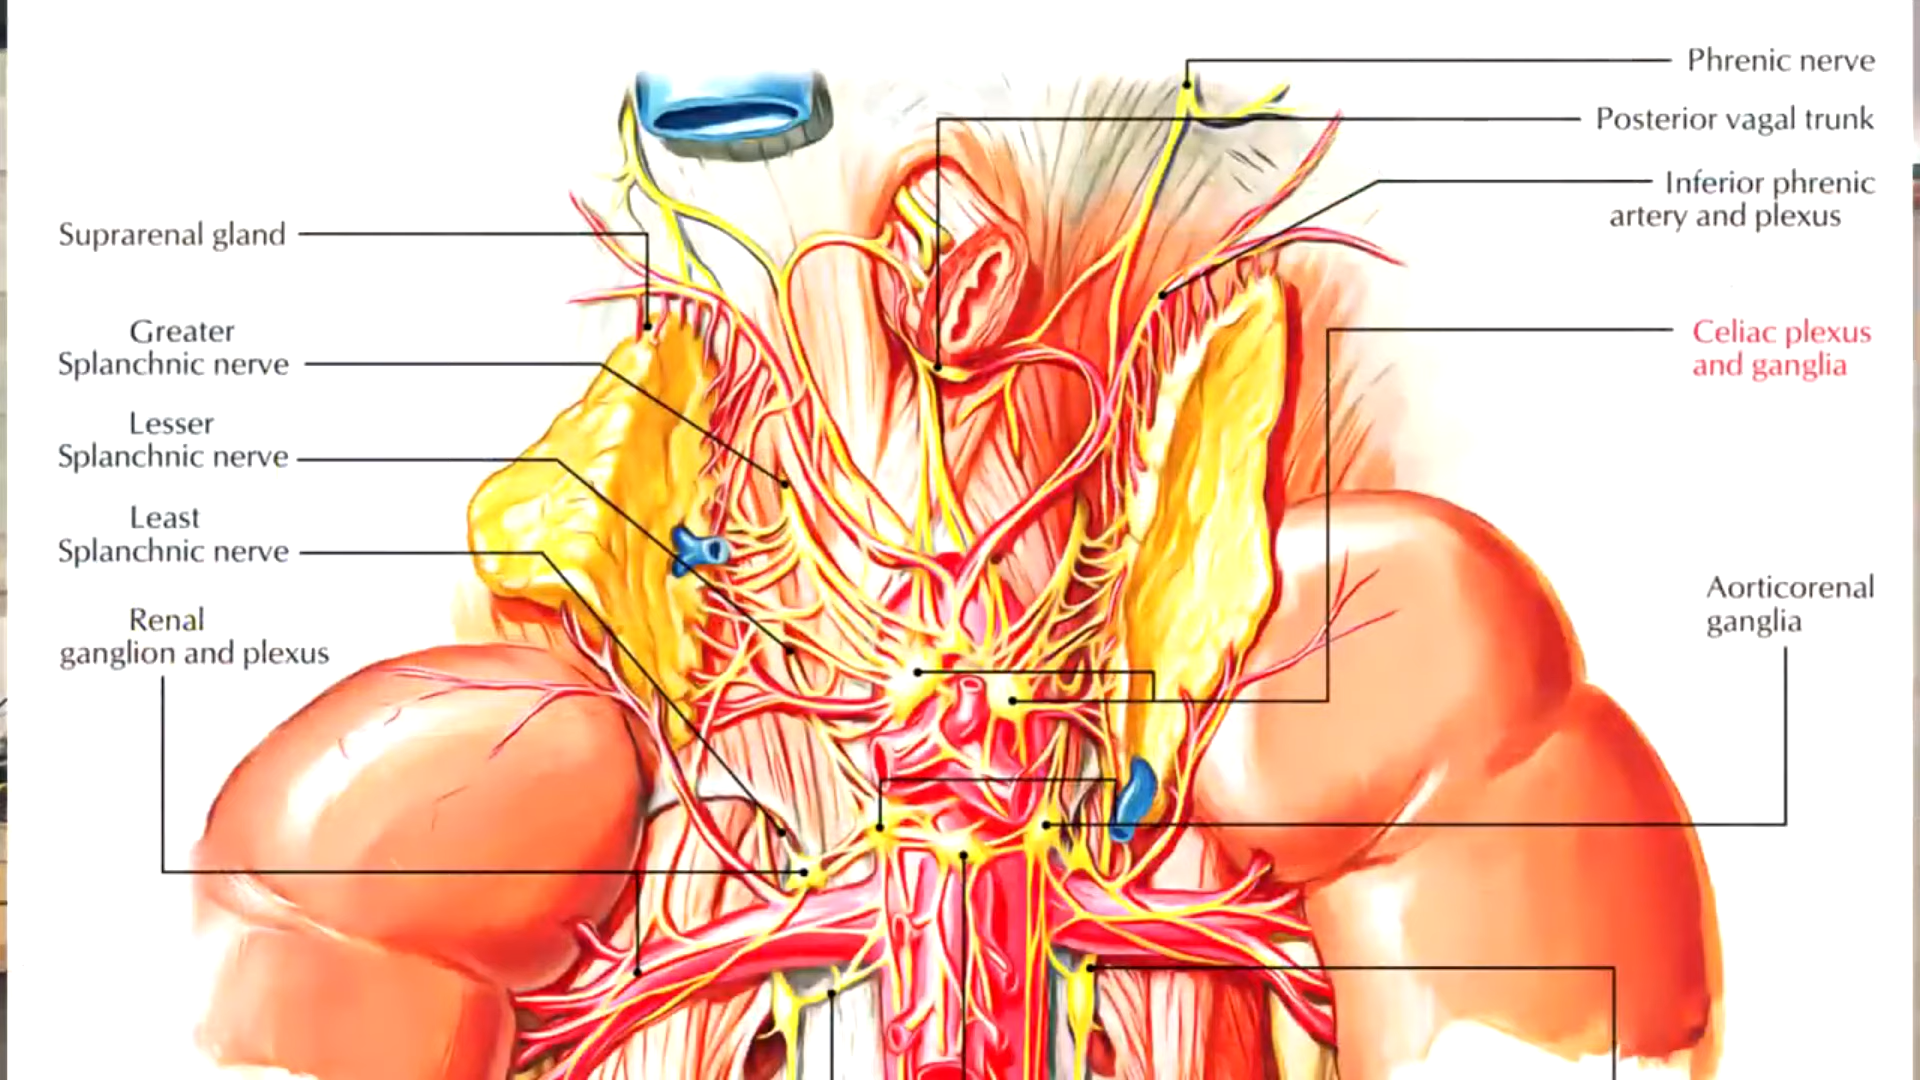 Phrenic nerve
Posterior vagal trunk
Inferior phrenic
artery and plexus
Suprarenal gland
Greater
Splanchnic nerve
Celiac plexus
and ganglia
Lesser
Splanchnic nerve
Least
Splanchnic nerve
Aorticorenal
ganglia
Renal
ganglion and plexus